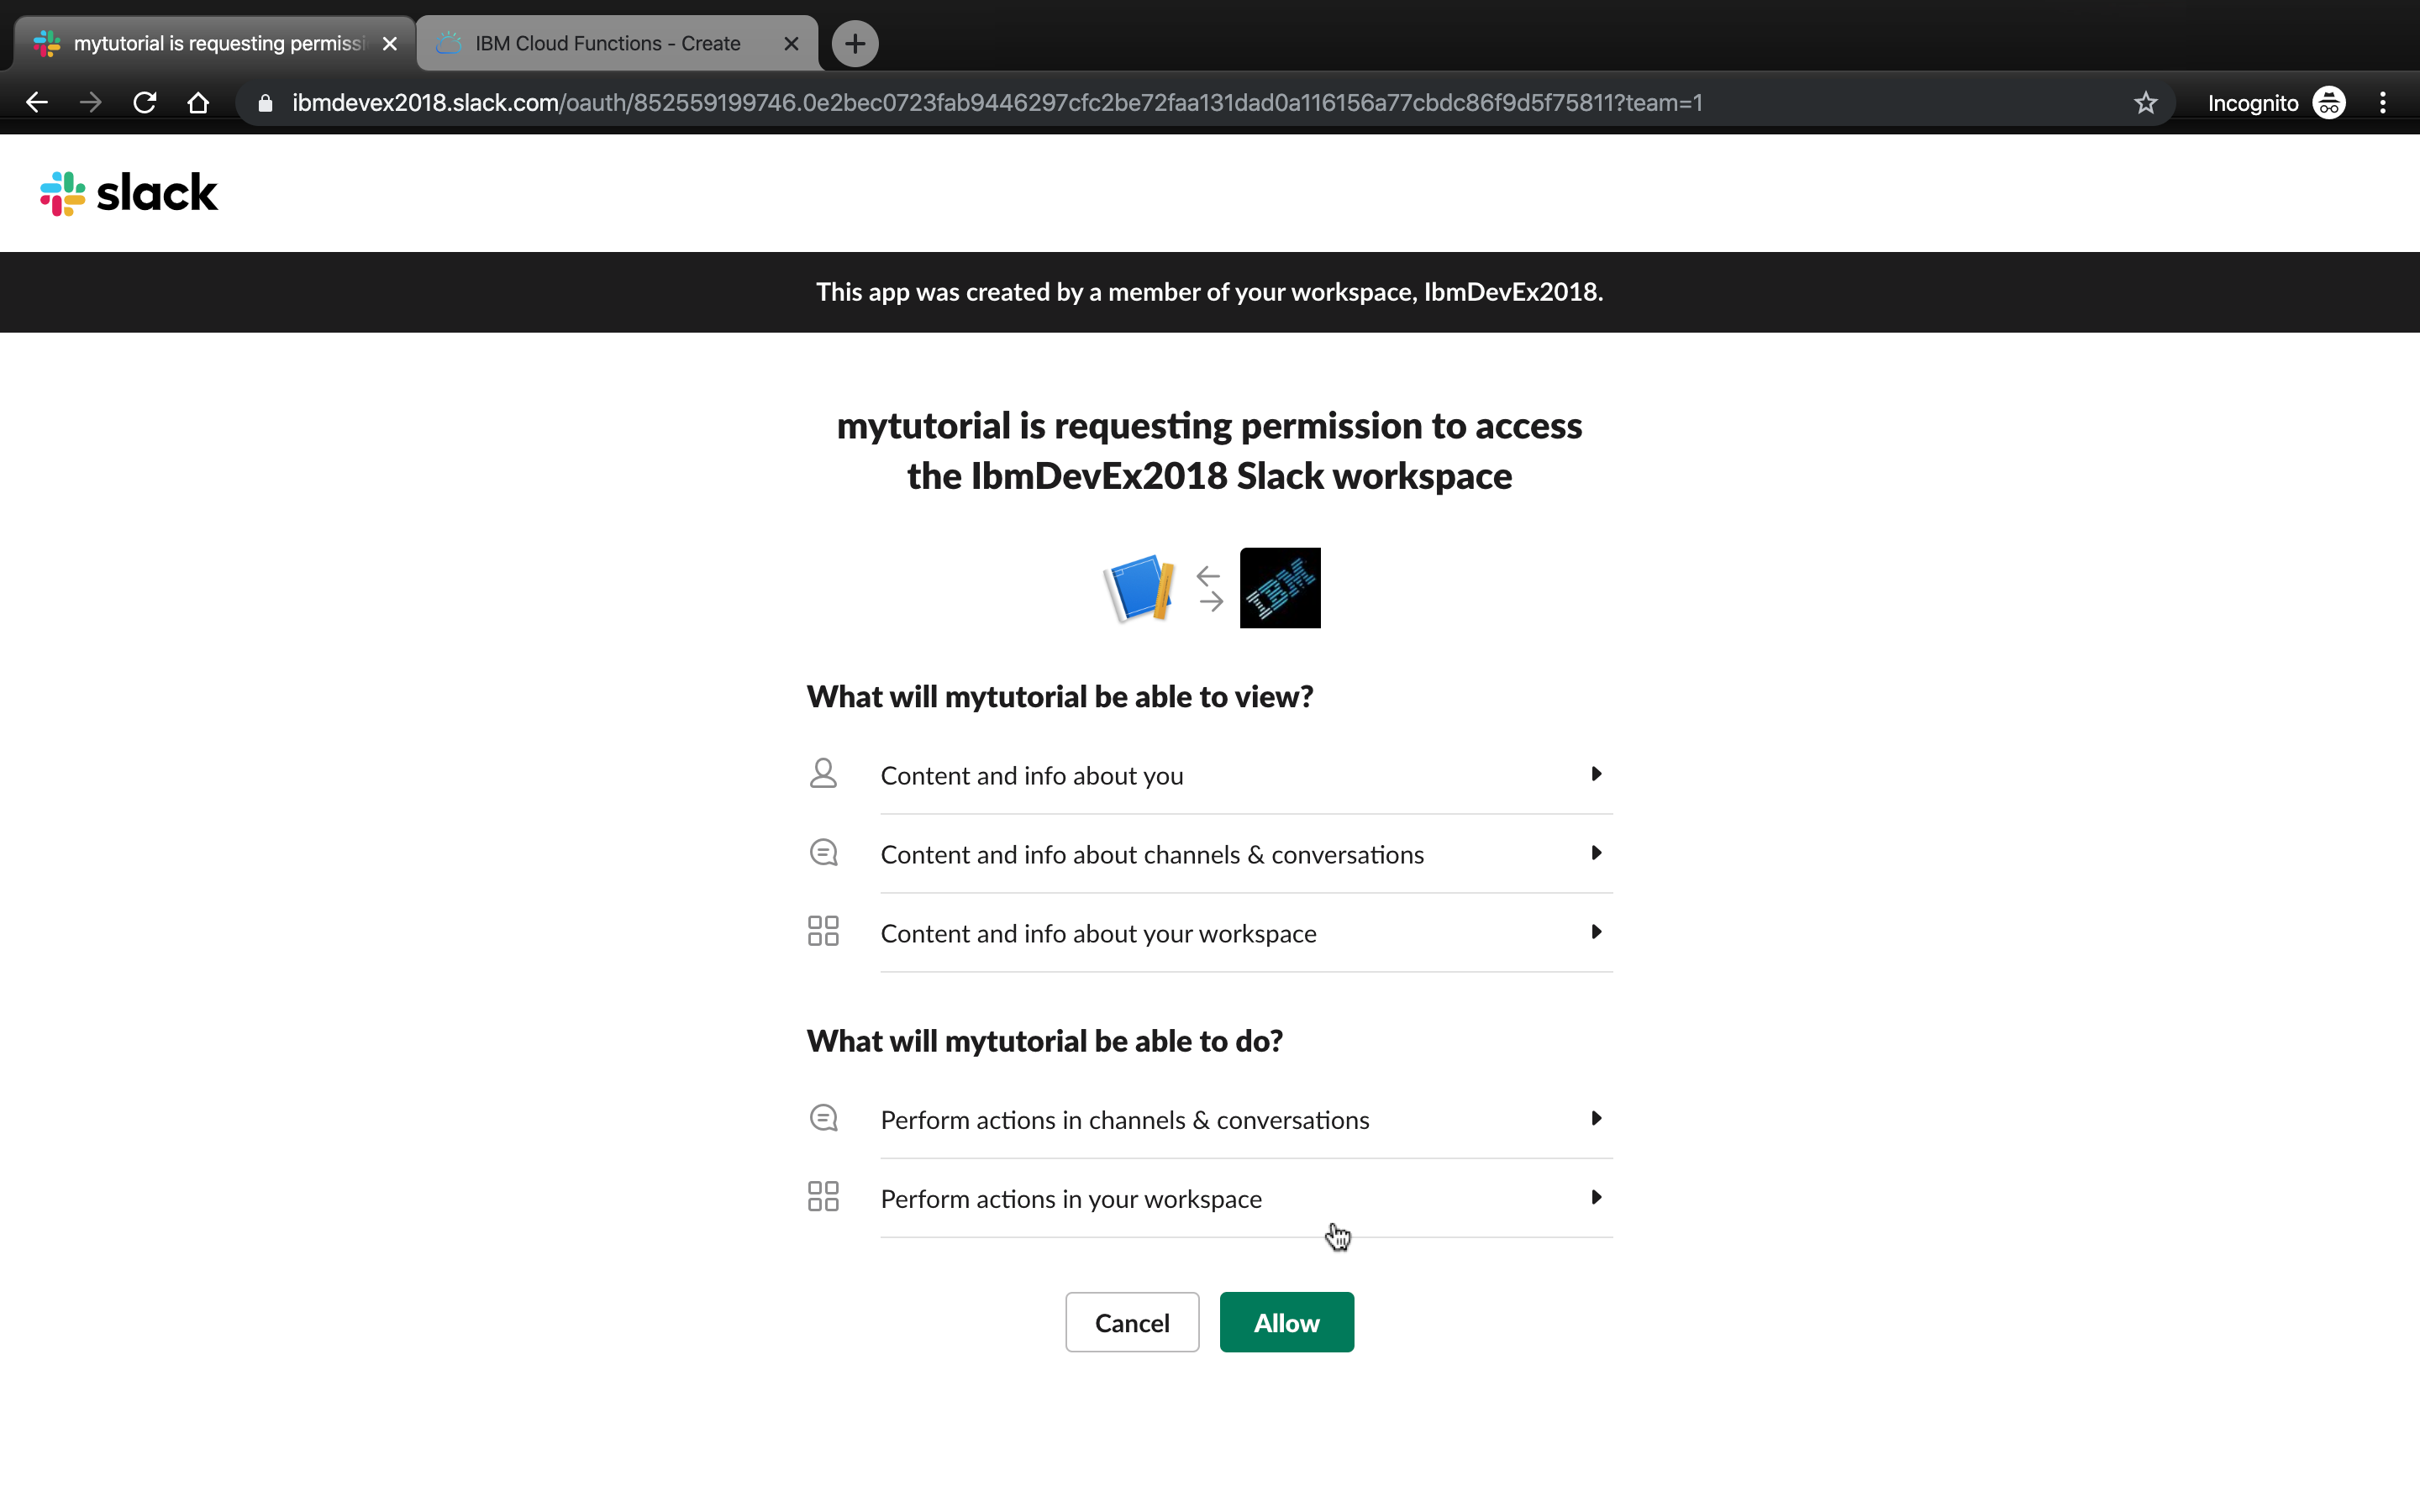 mytutorial is requesting permissi
IBM Cloud Functions - Create
ibmdevex2018.slack.com/oauth/852559199746.0e2bec0723fab9446297cfc2be72faa131dad0a116156a77cbdc86f9d5f75811?team=1
Incognito
slack
This app was created by a member of your workspace, IbmDevEx2018.
mytutorial is requesting permission to access
the IbmDevEx2018 Slack workspace
IBM
What will mytutorial be able to view?
Content and info about you
Content and info about channels & conversations
Content and info about your workspace
What will mytutorial be able to do?
Perform actions in channels & conversations
Perform actions in your workspace
Cancel
Allow